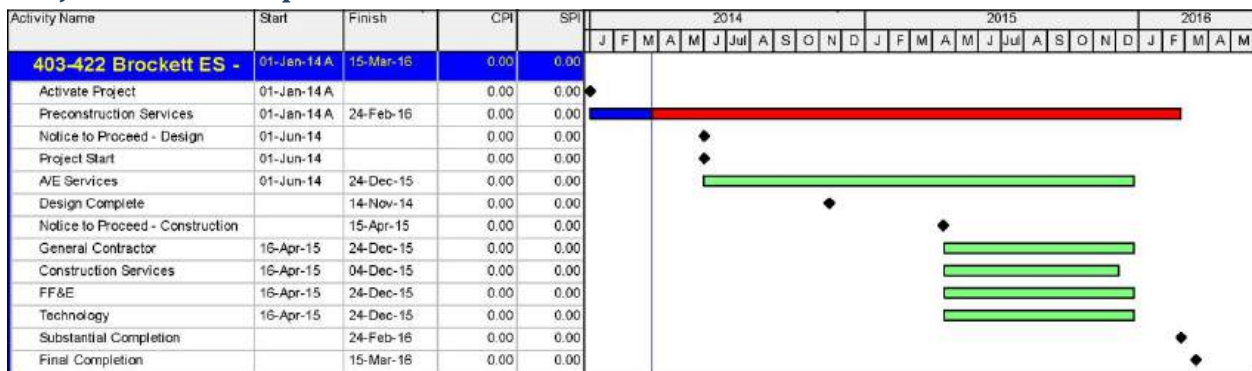 Activity Name Start Finish CPI SPI 2014 2015 2016
J F M A M J Jul A S O N D J F M A M J Jul A S O N D J F M A M
403-422 Brockett ES - 01-Jan-14 A 15-Mar-16 0.00 0.00
Activate Project 01-Jan-14 A 0.00 0.00
Preconstruction Services 01-Jan-14 A 24-Feb-16 0.00 0.00
Notice to Proceed - Design 01-Jun-14 0.00 0.00
Project Start 01-Jun-14 0.00 0.00
A/E Services 01-Jun-14 24-Dec-15 0.00 0.00
Design Complete 14-Nov-14 0.00 0.00
Notice to Proceed - Construction 15-Apr-15 0.00 0.00
General Contractor 16-Apr-15 24-Dec-15 0.00 0.00
Construction Services 16-Apr-15 04-Dec-15 0.00 0.00
FF&E 16-Apr-15 24-Dec-15 0.00 0.00
Technology 16-Apr-15 24-Dec-15 0.00 0.00
Substantial Completion 24-Feb-16 0.00 0.00
Final Completion 15-Mar-16 0.00 0.00